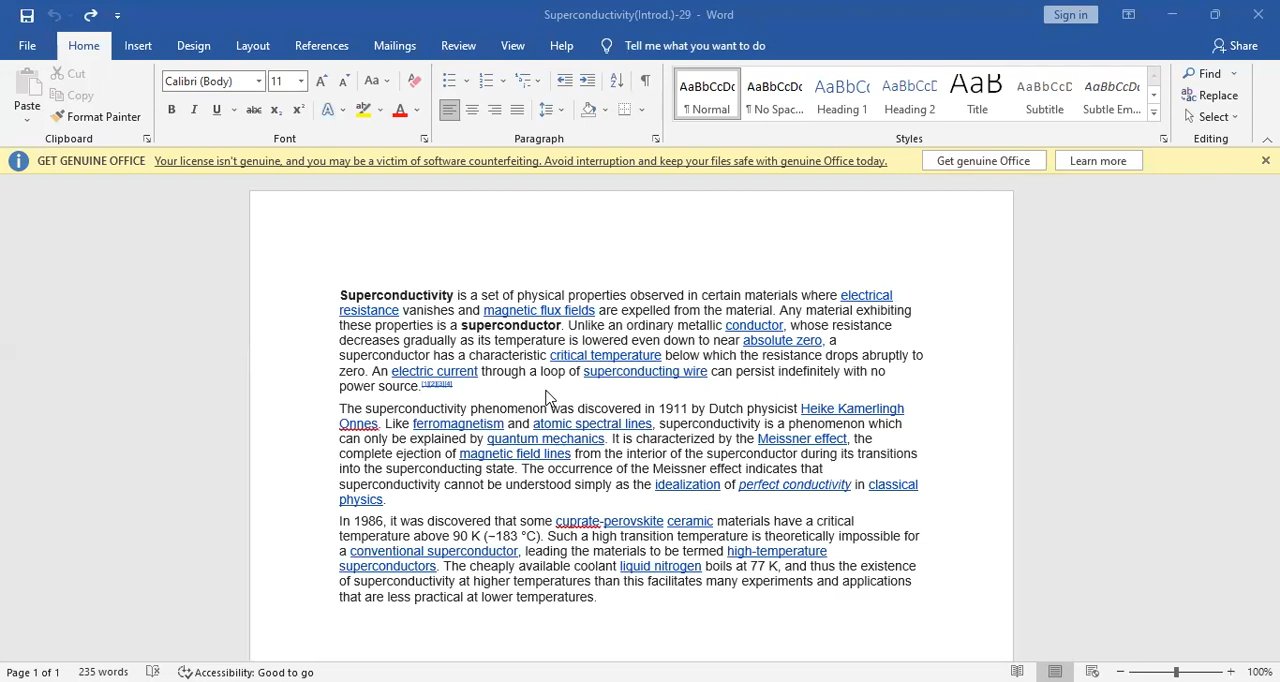 Superconductivity(Introd.)-29 - Word
Sign in
File Home Insert Design Layout References Mailings Review View Help Tell me what you want to do Share
Paste Cut Copy Format Painter
Calibri (Body) 11
Clipboard Font Paragraph Styles Editing
AaBbCcDc AaBbCcDc AaBbC AaBbCcD AaB AaBbCcD AaBbCcDc
¶ Normal ¶ No Spac... Heading 1 Heading 2 Title Subtitle Subtle Em...
Find
Replace
Select
GET GENUINE OFFICE Your license isn't genuine, and you may be a victim of software counterfeiting. Avoid interruption and keep your files safe with genuine Office today. Get genuine Office Learn more
Superconductivity is a set of physical properties observed in certain materials where electrical
resistance vanishes and magnetic flux fields are expelled from the material. Any material exhibiting
these properties is a superconductor. Unlike an ordinary metallic conductor, whose resistance
decreases gradually as its temperature is lowered even down to near absolute zero, a
superconductor has a characteristic critical temperature below which the resistance drops abruptly to
zero. An electric current through a loop of superconducting wire can persist indefinitely with no
power source.[1][2][3][4]
The superconductivity phenomenon was discovered in 1911 by Dutch physicist Heike Kamerlingh
Onnes. Like ferromagnetism and atomic spectral lines, superconductivity is a phenomenon which
can only be explained by quantum mechanics. It is characterized by the Meissner effect, the
complete ejection of magnetic field lines from the interior of the superconductor during its transitions
into the superconducting state. The occurrence of the Meissner effect indicates that
superconductivity cannot be understood simply as the idealization of perfect conductivity in classical
physics.
In 1986, it was discovered that some cuprate-perovskite ceramic materials have a critical
temperature above 90 K (−183 °C). Such a high transition temperature is theoretically impossible for
a conventional superconductor, leading the materials to be termed high-temperature
superconductors. The cheaply available coolant liquid nitrogen boils at 77 K, and thus the existence
of superconductivity at higher temperatures than this facilitates many experiments and applications
that are less practical at lower temperatures.
Page 1 of 1 235 words Accessibility: Good to go 100%